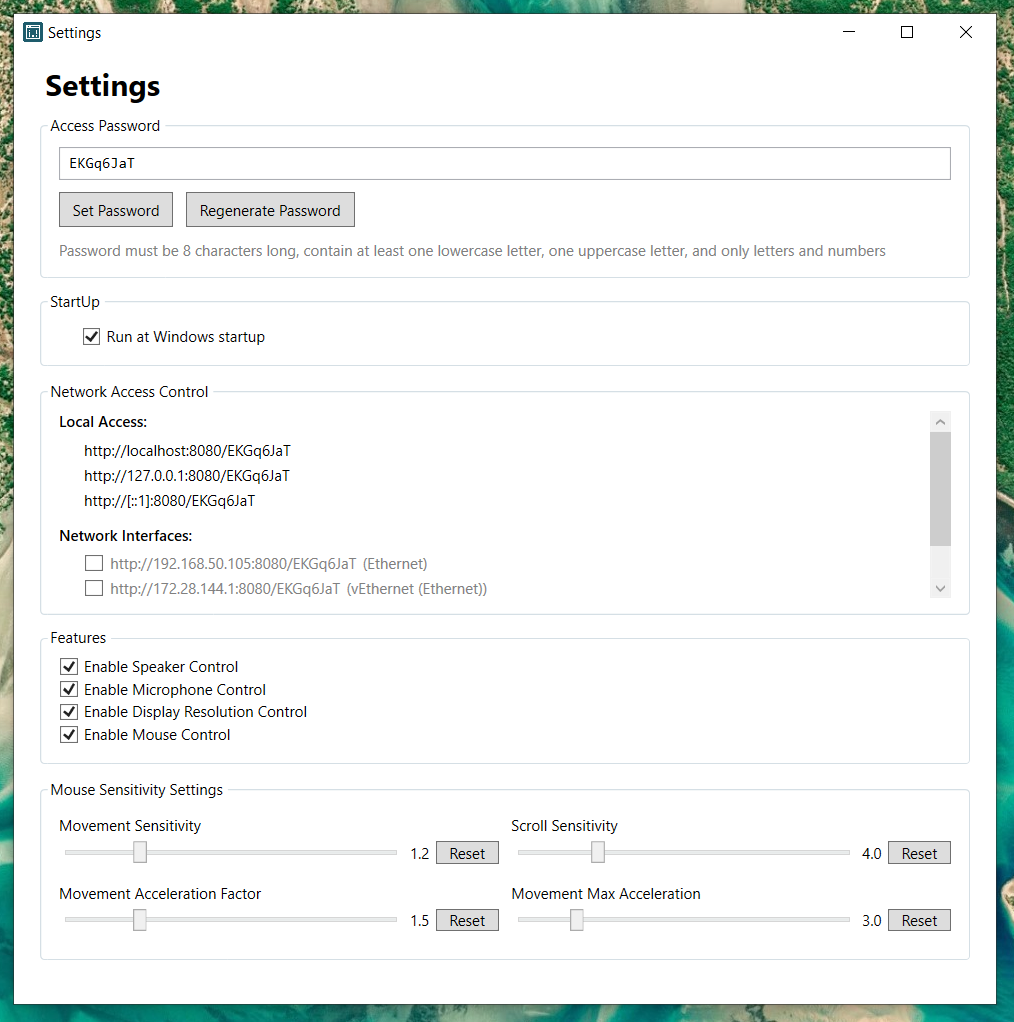 Settings
Settings
Access Password
EKGq6JaT
Set Password Regenerate Password
Password must be 8 characters long, contain at least one lowercase letter, one uppercase letter, and only letters and numbers
StartUp
Run at Windows startup
Network Access Control
Local Access:
http://localhost:8080/EKGq6JaT
http://127.0.0.1:8080/EKGq6JaT
http://[::1]:8080/EKGq6JaT
Network Interfaces:
http://192.168.50.105:8080/EKGq6JaT (Ethernet)
http://172.28.144.1:8080/EKGq6JaT (vEthernet (Ethernet))
Features
Enable Speaker Control
Enable Microphone Control
Enable Display Resolution Control
Enable Mouse Control
Mouse Sensitivity Settings
Movement Sensitivity Scroll Sensitivity
1.2 Reset 4.0 Reset
Movement Acceleration Factor Movement Max Acceleration
1.5 Reset 3.0 Reset